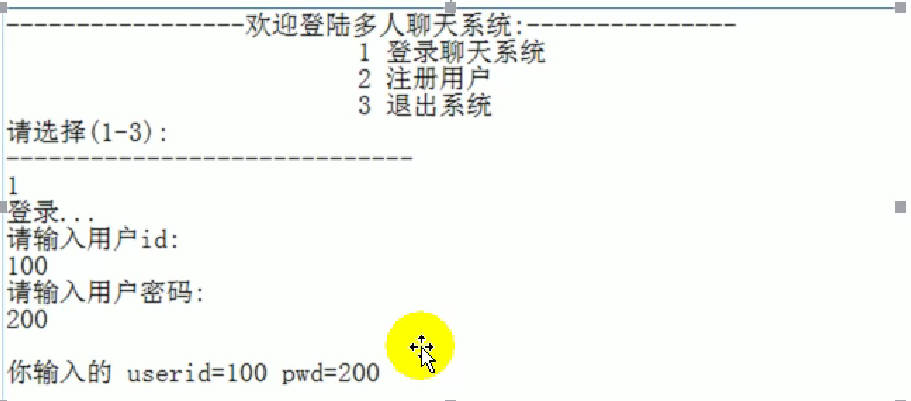 -----------------欢迎登陆多人聊天系统:---------------
1 登录聊天系统
2 注册用户
3 退出系统
请选择(1-3):
-----------------------------
1
登录...
请输入用户id:
100
请输入用户密码:
200
你输入的 userid=100 pwd=200